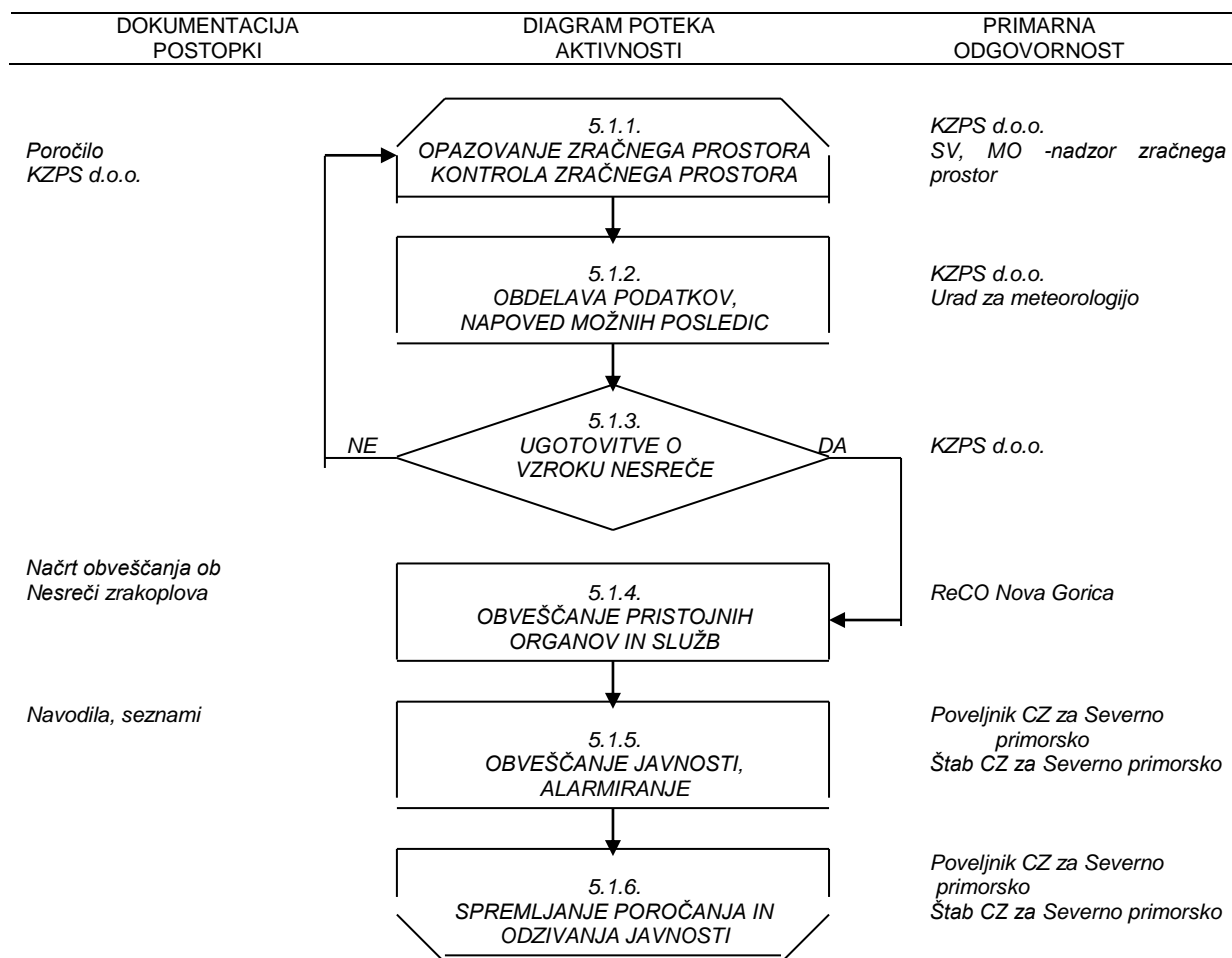 DOKUMENTACIJA
POSTOPKI
DIAGRAM POTEKA
AKTIVNOSTI
PRIMARNA
ODGOVORNOST
Poročilo
KZPS d.o.o.
5.1.1.
OPAZOVANJE ZRAČNEGA PROSTORA
KONTROLA ZRAČNEGA PROSTORA
KZPS d.o.o.
SV, MO -nadzor zračnega
prostor
5.1.2.
OBDELAVA PODATKOV,
NAPOVED MOŽNIH POSLEDIC
KZPS d.o.o.
Urad za meteorologijo
5.1.3.
UGOTOVITVE O
VZROKU NESREČE
NE
DA
KZPS d.o.o.
Načrt obveščanja ob
Nesreči zrakoplova
5.1.4.
OBVEŠČANJE PRISTOJNIH
ORGANOV IN SLUŽB
ReCO Nova Gorica
Navodila, seznami
5.1.5.
OBVEŠČANJE JAVNOSTI,
ALARMIRANJE
Poveljnik CZ za Severno
primorsko
Štab CZ za Severno primorsko
5.1.6.
SPREMLJANJE POROČANJA IN
ODZIVANJA JAVNOSTI
Poveljnik CZ za Severno
primorsko
Štab CZ za Severno primorsko